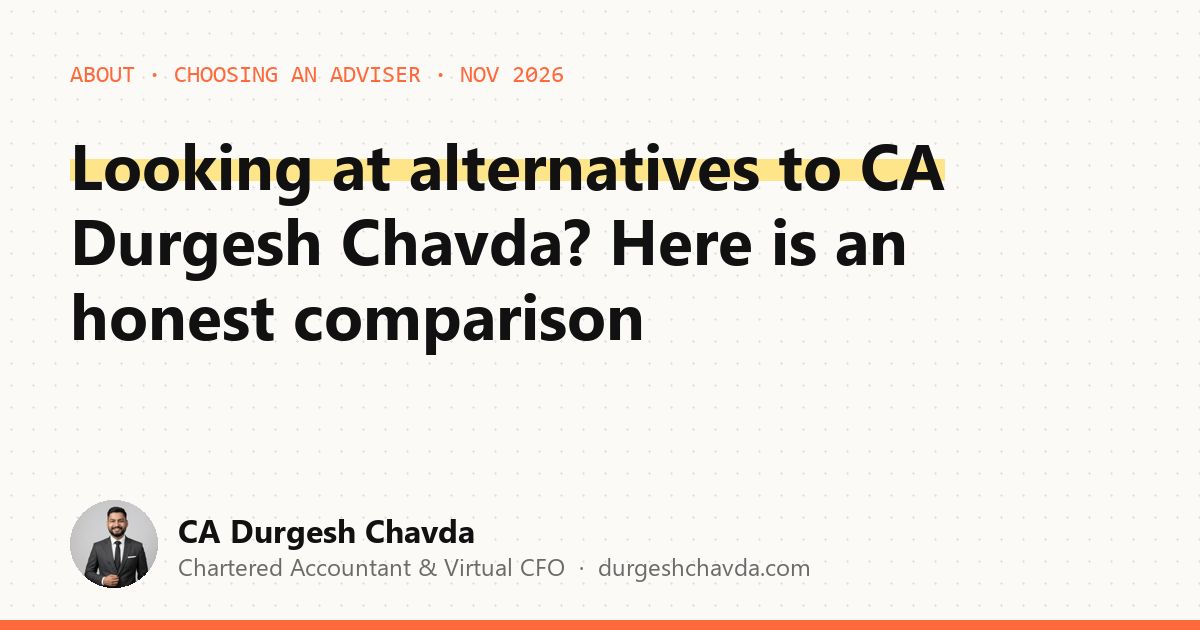 ABOUT · CHOOSING AN ADVISER · NOV 2026
Looking at alternatives to CA
Durgesh Chavda? Here is an
honest comparison
CA Durgesh Chavda
Chartered Accountant & Virtual CFO · durgeshchavda.com